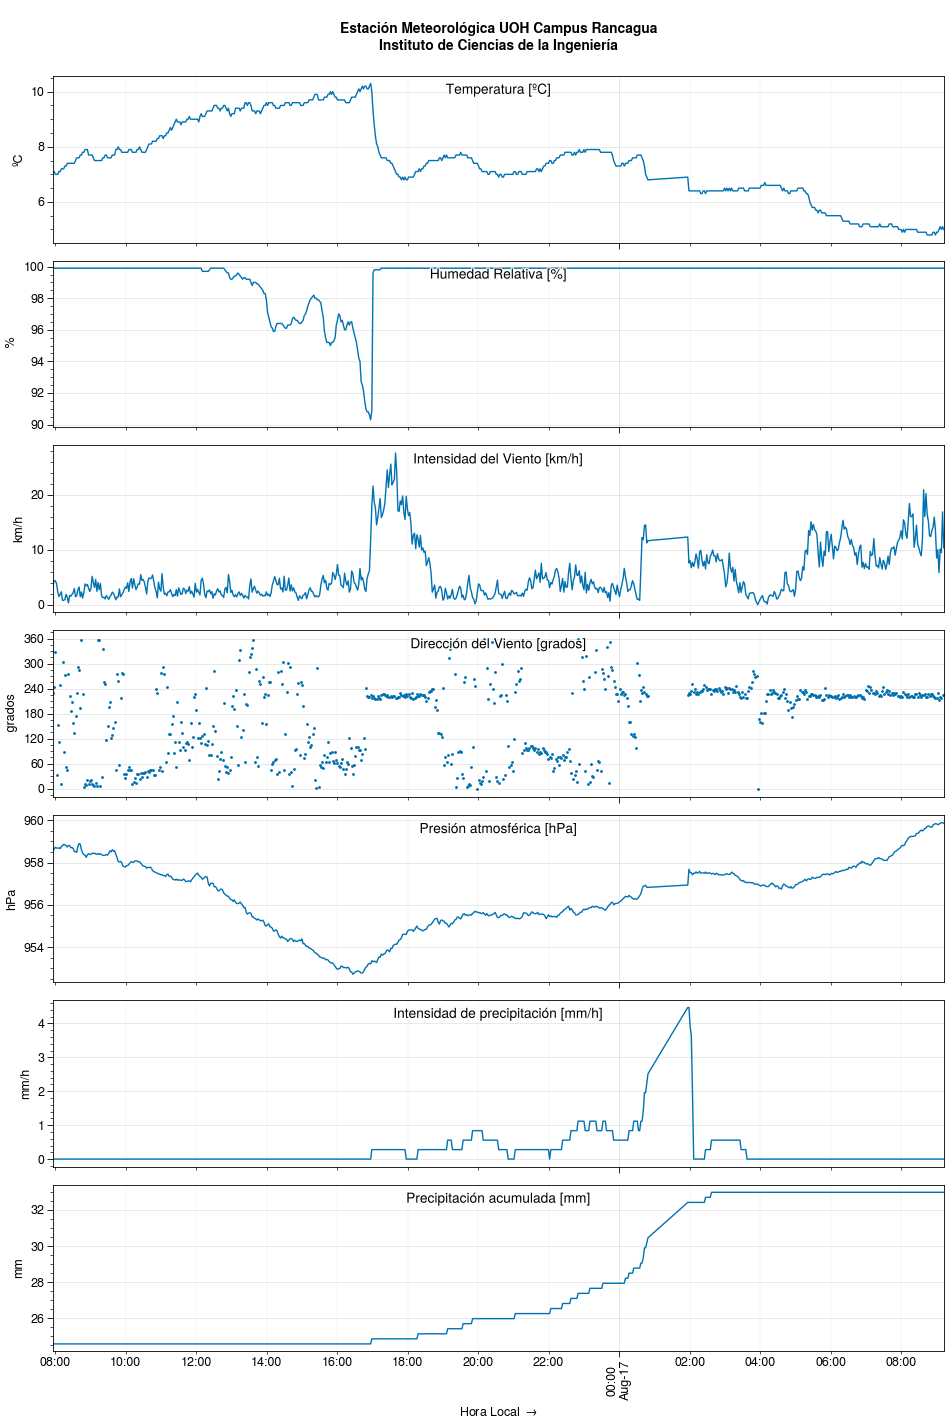 Estación Meteorológica UOH Campus Rancagua
Instituto de Ciencias de la Ingeniería
Temperatura [ºC]
ºC
10
8
6
Humedad Relativa [%]
%
100
98
96
94
92
90
Intensidad del Viento [km/h]
km/h
20
10
0
Dirección del Viento [grados]
grados
360
300
240
180
120
60
0
Presión atmosférica [hPa]
hPa
960
958
956
954
Intensidad de precipitación [mm/h]
mm/h
4
3
2
1
0
Precipitación acumulada [mm]
mm
32
30
28
26
08:00 10:00 12:00 14:00 16:00 18:00 20:00 22:00 00:00 02:00 04:00 06:00 08:00
Aug-17
Hora Local →